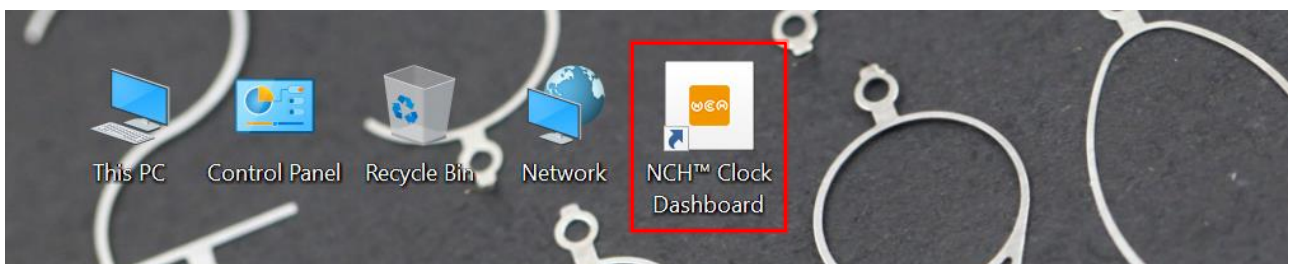 This PC
Control Panel
Recycle Bin
Network
NCH™ Clock
Dashboard